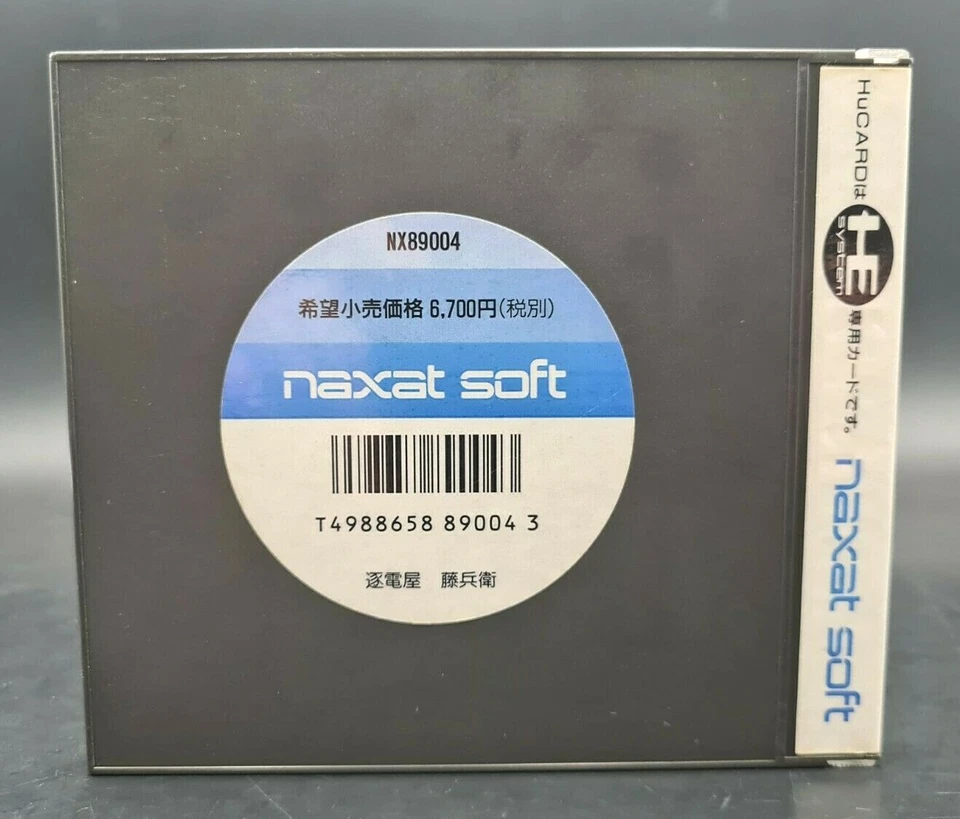 NX89004
希望小売価格 6,700円(税別)
naxat soft
T4988658 89004 3
逐電屋 藤兵衛
HuCARDは HE system 専用カードです。 naxat soft